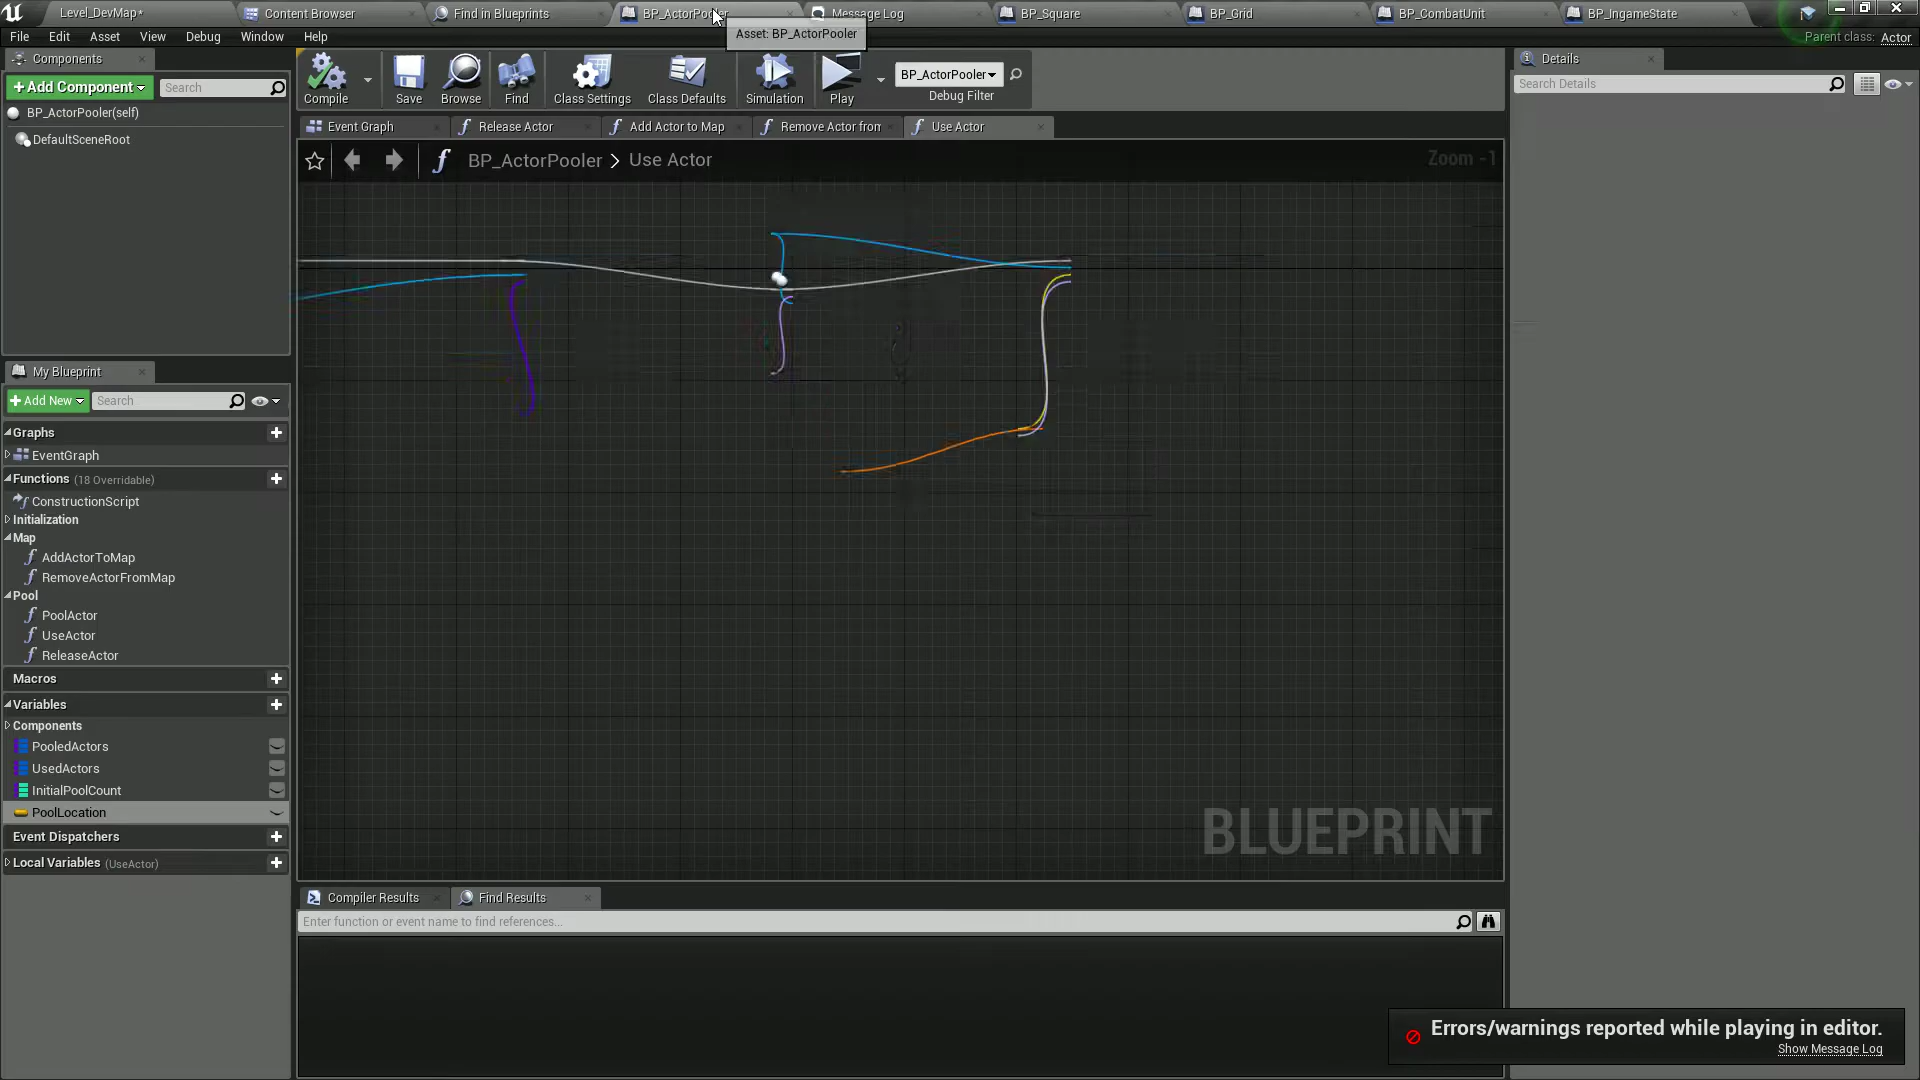 Level_DevMap*
Content Browser
Find in Blueprints
BP_ActorPooler
Message Log
BP_Square
BP_Grid
BP_CombatUnit
BP_IngameState
File Edit Asset View Debug Window Help
Asset: BP_ActorPooler
Parent class: Actor
Components
+Add Component
Search
BP_ActorPooler(self)
DefaultSceneRoot
Compile
Save
Browse
Find
Class Settings
Class Defaults
Simulation
Play
BP_ActorPooler
Debug Filter
Details
Search Details
Event Graph
Release Actor
Add Actor to Map
Remove Actor from
Use Actor
BP_ActorPooler > Use Actor
Zoom -1
My Blueprint
+Add New
Search
Graphs
EventGraph
Functions (18 Overridable)
ConstructionScript
Initialization
Map
AddActorToMap
RemoveActorFromMap
Pool
PoolActor
UseActor
ReleaseActor
Macros
Variables
Components
PooledActors
UsedActors
InitialPoolCount
PoolLocation
Event Dispatchers
Local Variables (UseActor)
BLUEPRINT
Compiler Results
Find Results
Enter function or event name to find references...
Errors/warnings reported while playing in editor.
Show Message Log